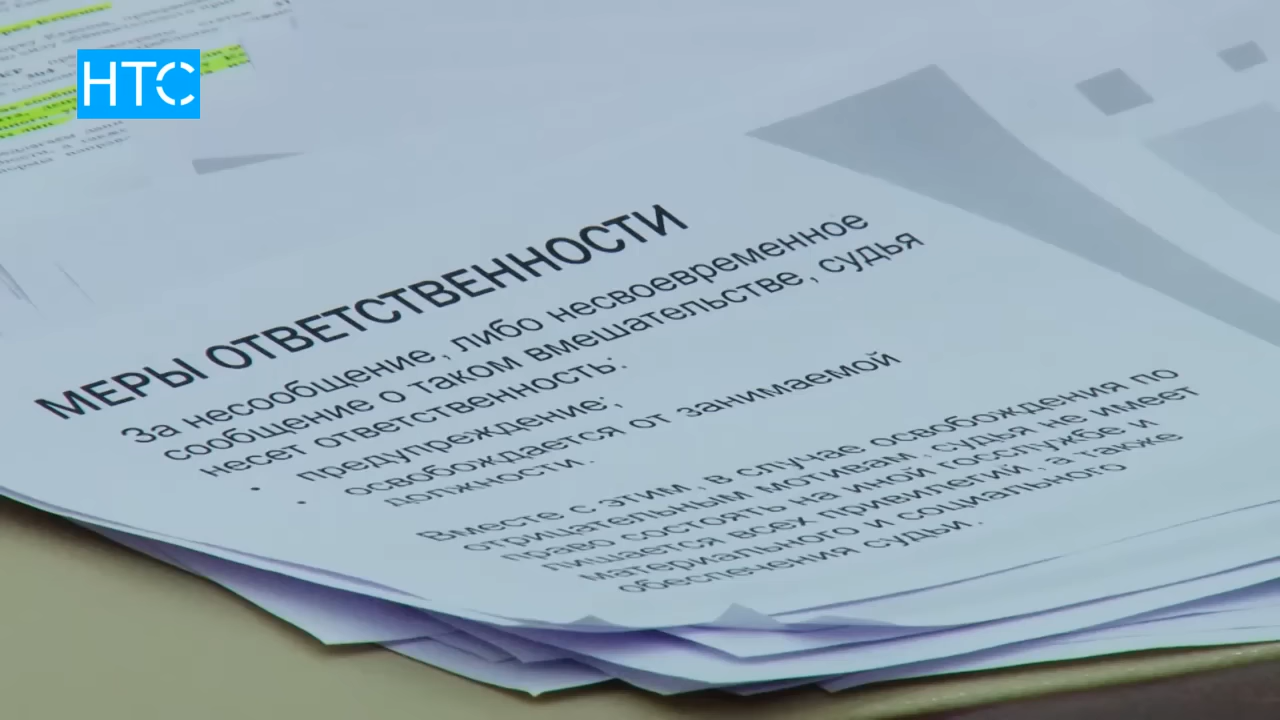 НТС
МЕРЫ ОТВЕТСТВЕННОСТИ
За несообщение, либо несвоевременное
сообщение о таком вмешательстве, судья
несет ответственность:
• предупреждение;
• освобождается от занимаемой
должности.
Вместе с этим, в случае освобождения по
отрицательным мотивам, судья не имеет
право состоять на иной госслужбе и
лишается всех привилегий, а также
материального и социального
обеспечения судьи.